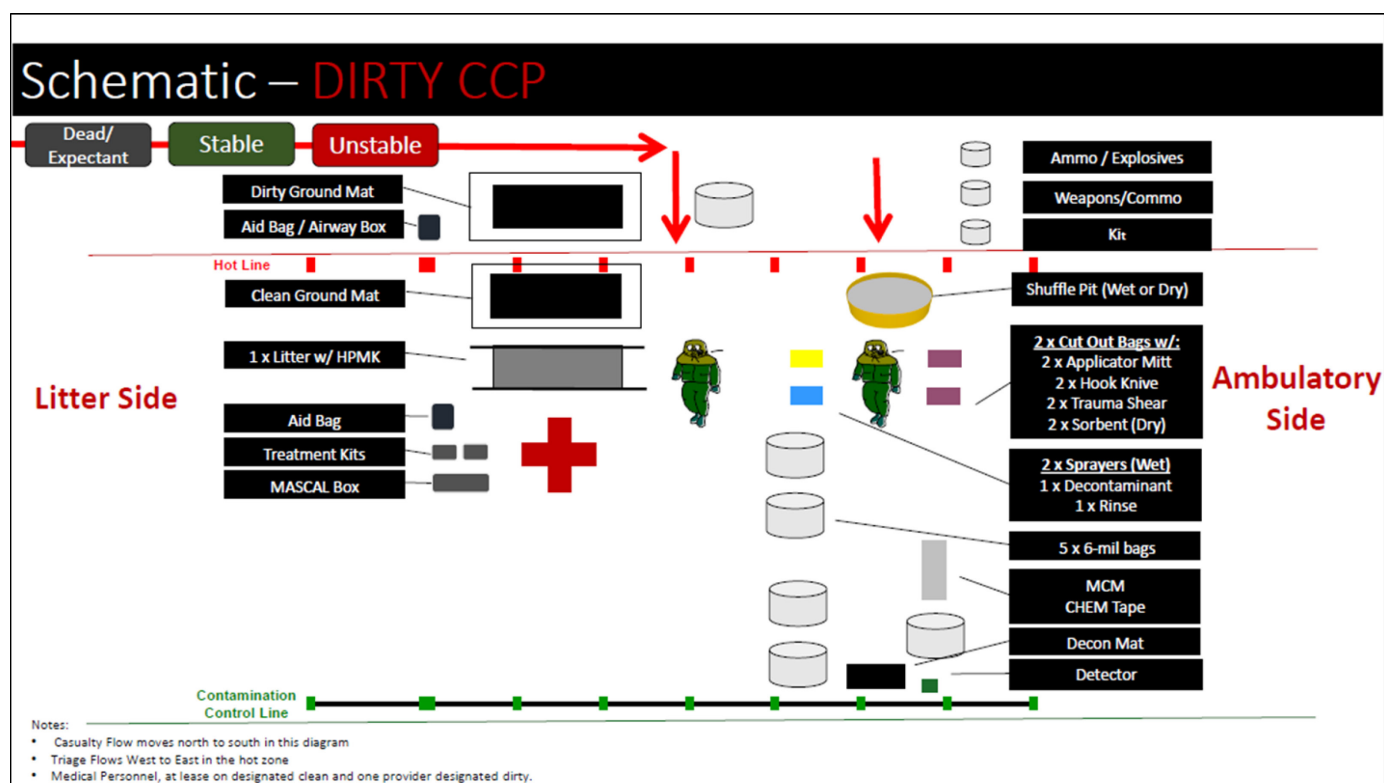 Schematic – DIRTY CCP
Dead/
Expectant
Stable
Unstable
Dirty Ground Mat
Aid Bag / Airway Box
Ammo / Explosives
Weapons/Commo
Kit
Hot Line
Clean Ground Mat
Shuffle Pit (Wet or Dry)
1 x Litter w/ HPMK
Litter Side
Aid Bag
Treatment Kits
MASCAL Box
2 x Cut Out Bags w/:
2 x Applicator Mitt
2 x Hook Knive
2 x Trauma Shear
2 x Sorbent (Dry)
Ambulatory
Side
2 x Sprayers (Wet)
1 x Decontaminant
1 x Rinse
5 x 6-mil bags
MCM
CHEM Tape
Decon Mat
Detector
Contamination
Control Line
Notes:
• Casualty Flow moves north to south in this diagram
• Triage Flows West to East in the hot zone
• Medical Personnel, at lease on designated clean and one provider designated dirty.